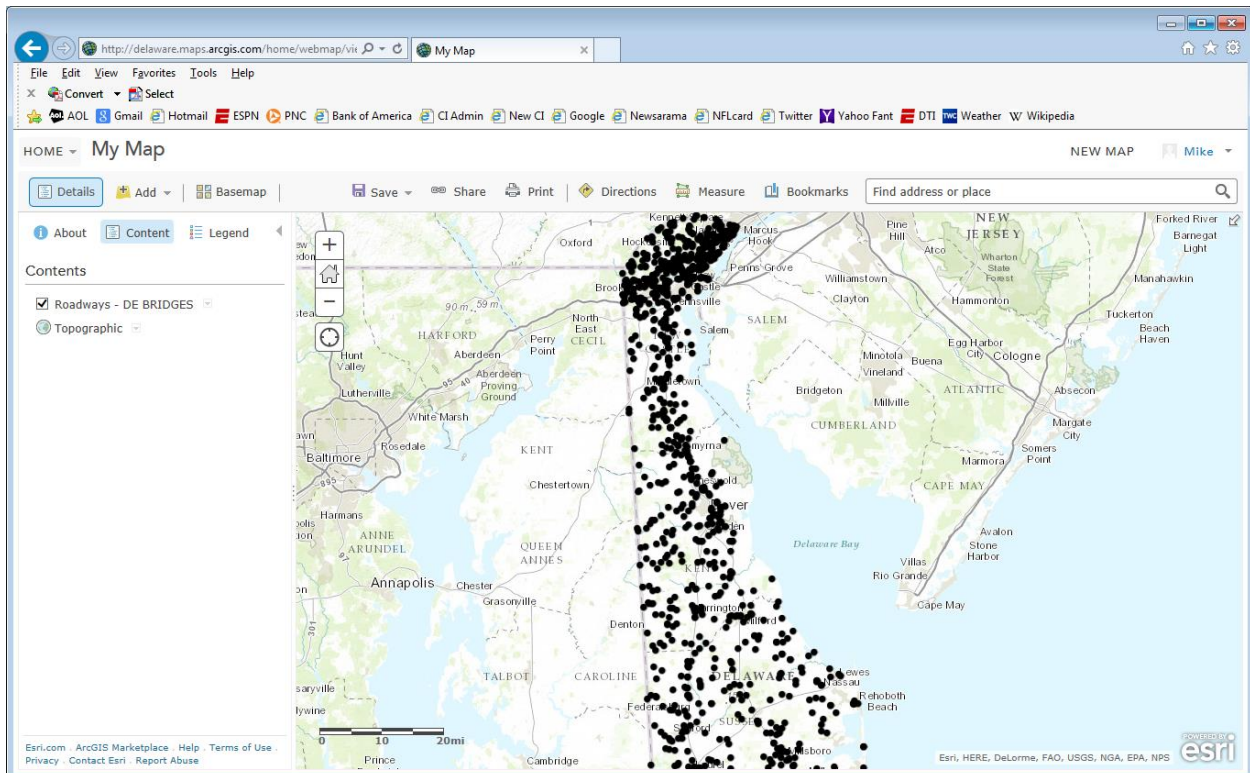 http://delaware.maps.arcgis.com/home/webmap/vie
My Map
File Edit View Favorites Tools Help
Convert Select
AOL Gmail Hotmail ESPN PNC Bank of America CI Admin New CI Google Newsarama NFLcard Twitter Yahoo Fant DTI Weather Wikipedia
HOME My Map NEW MAP Mike
Details Add Basemap Save Share Print Directions Measure Bookmarks Find address or place
About Content Legend
Contents
Roadways - DE BRIDGES
Topographic
Esri.com . ArcGIS Marketplace . Help . Terms of Use .
Privacy . Contact Esri . Report Abuse
Oxford
Marcus
Hook
Penns Grove
Pine
Hill
Atco
NEW
JERSEY
Wharton
State
Forest
Forked River
Barnegat
Light
Manahawkin
Williamstown
Clayton
Hammonton
Tuckerton
Beach
Haven
90 m, 59 m
HARFORD
Aberdeen
Perry
Point
North
East
CECIL
Salem
SALEM
Egg Harbor
City
Cologne
Hunt
Valley
Lutherville
95
40
Aberdeen
Proving
Ground
Minotola
Buena
Vineland
Bridgeton
Millville
ATLANTIC
Absecon
White Marsh
CUMBERLAND
Margate
City
Rosedale
Baltimore
KENT
Somers
Point
Marmora
895
Chestertown
CAPE MAY
Harmans
ANNE
ARUNDEL
97
QUEEN
ANNES
Delaware Bay
Avalon
Stone
Harbor
Villas
Rio Grande
Annapolis
Chester
Grasonville
Cape May
301
Denton
TALBOT
CAROLINE
DELAWARE
Lewes
Nassau
Rehoboth
Beach
0 10 20mi
Prince
Cambridge
Esri, HERE, DeLorme, FAO, USGS, NGA, EPA, NPS
POWERED BY
esri